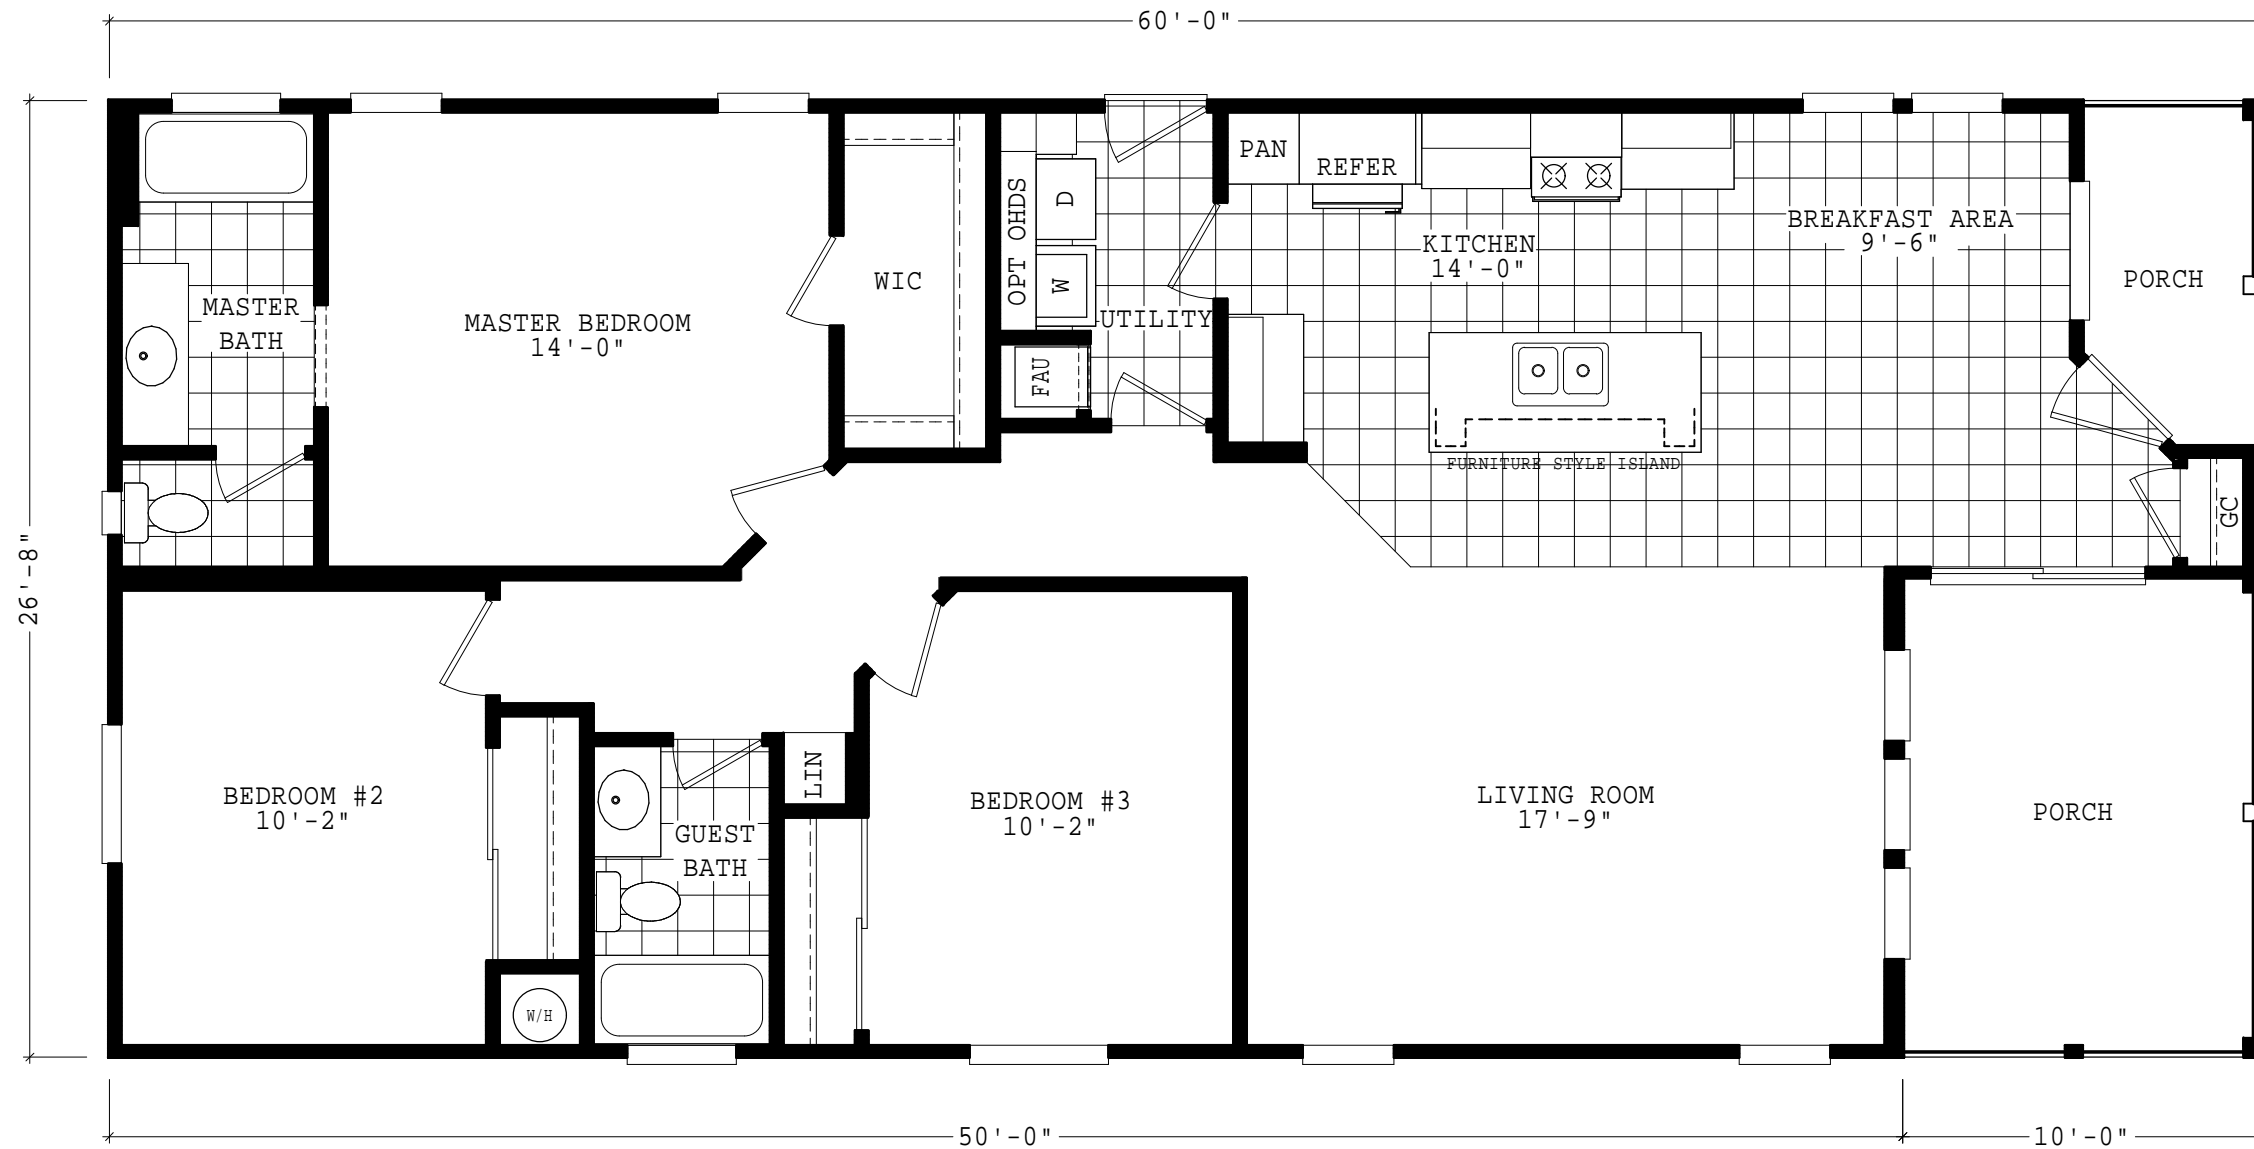 60'-0"
PAN
REFER
OPT OHDS
D
W
BREAKFAST AREA
9'-6"
KITCHEN
14'-0"
PORCH
WIC
MASTER
BATH
MASTER BEDROOM
14'-0"
UTILITY
FAU
FURNITURE STYLE ISLAND
GC
26'-8"
BEDROOM #2
10'-2"
LIN
BEDROOM #3
10'-2"
LIVING ROOM
17'-9"
PORCH
GUEST
BATH
W/H
50'-0"
10'-0"